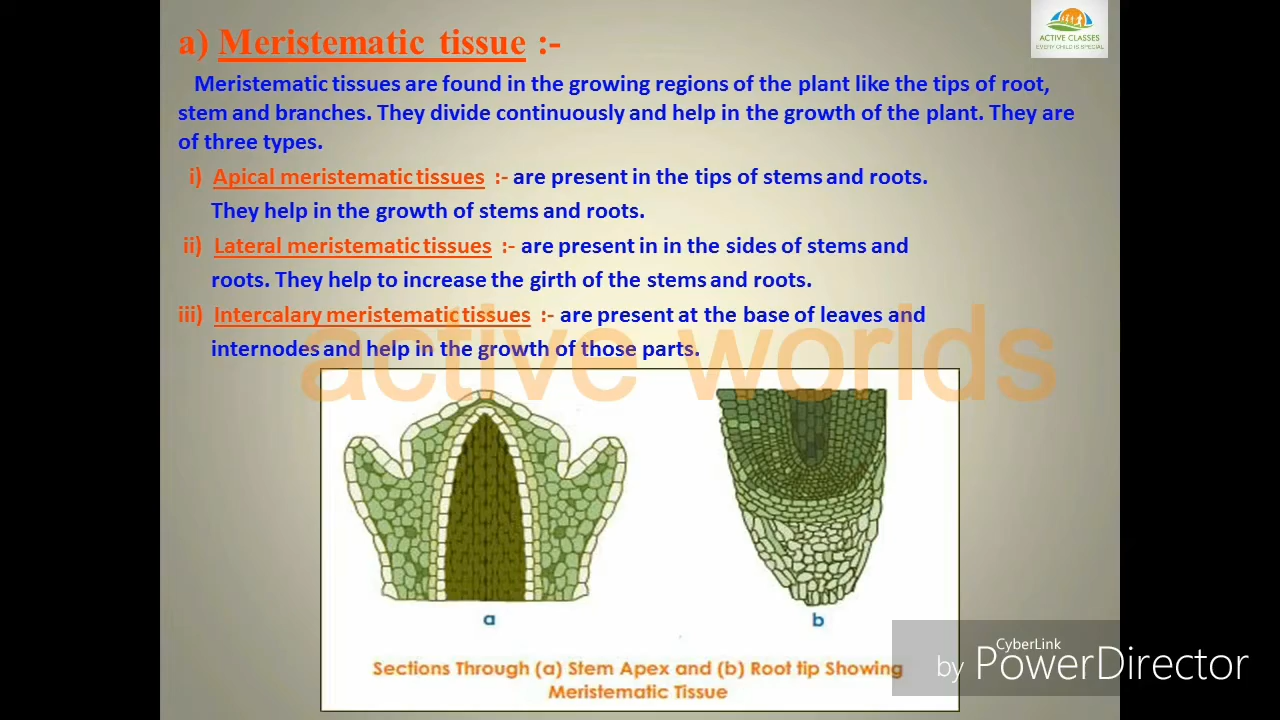 ACTIVE CLASSES
EVERY CHILD IS SPECIAL
a) Meristematic tissue :-
Meristematic tissues are found in the growing regions of the plant like the tips of root,
stem and branches. They divide continuously and help in the growth of the plant. They are
of three types.
i) Apical meristematic tissues :- are present in the tips of stems and roots.
They help in the growth of stems and roots.
ii) Lateral meristematic tissues :- are present in in the sides of stems and
roots. They help to increase the girth of the stems and roots.
iii) Intercalary meristematic tissues :- are present at the base of leaves and
internodes and help in the growth of those parts.
active worlds
a
b
Sections Through (a) Stem Apex and (b) Root tip Showing
Meristematic Tissue
CyberLink
by PowerDirector